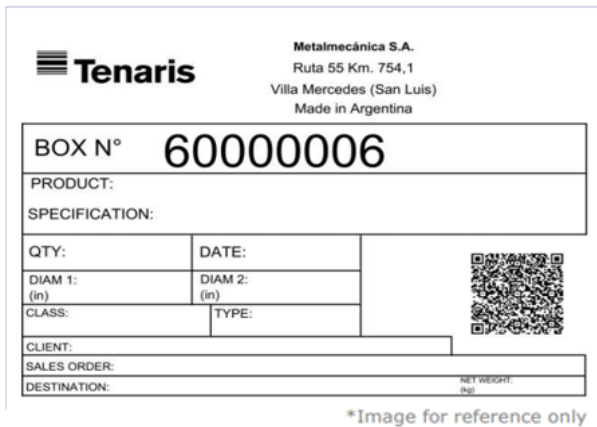 Tenaris
Metalmecánica S.A.
Ruta 55 Km. 754,1
Villa Mercedes (San Luis)
Made in Argentina
BOX N° 60000006
PRODUCT:
SPECIFICATION:
QTY: DATE:
DIAM 1: (in) DIAM 2: (in)
CLASS: TYPE:
CLIENT:
SALES ORDER:
DESTINATION: NET WEIGHT: (kg)
*Image for reference only